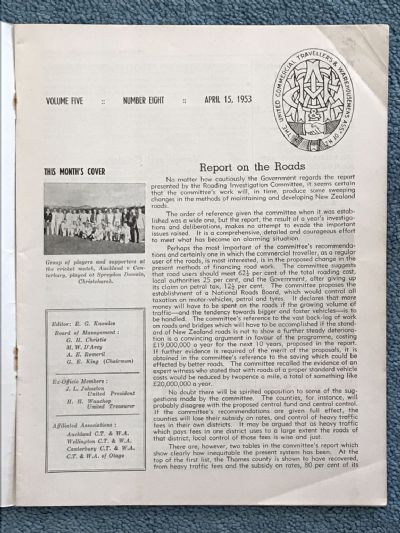 THE UNITED COMMERCIAL TRAVELLERS & WAREHOUSEMEN'S ASSN. OF N.Z.
VOLUME FIVE :: NUMBER EIGHT :: APRIL 15, 1953
THIS MONTH'S COVER
Group of players and supporters at
the cricket match, Auckland v Can-
terbury, played at Spreydon Domain,
Christchurch.
Editor: R. G. Knowles
Board of Management:
G. H. Christie
H. W. D'Arcy
A. E. Remeril
G. E. King (Chairman)
Ex-Officio Members:
J. L. Johnston
United President
H. H. Wauchop
United Treasurer
Affiliated Associations:
Auckland C.T. & W.A.
Wellington C.T. & W.A.
Canterbury C.T. & W.A.
C.T. & W.A. of Otago
Report on the Roads
No matter how cautiously the Government regards the report
presented by the Roading Investigation Committee, it seems certain
that the committee's work will, in time, produce some sweeping
changes in the methods of maintaining and developing New Zealand
roads.
The order of reference given the committee when it was estab-
lished was a wide one, but the report, the result of a year's investiga-
tions and deliberations, makes no attempt to evade the important
issues raised. It is a comprehensive, detailed and courageous effort
to meet what has become an alarming situation.
Perhaps the most important of the committee's recommenda-
tions and certainly one in which the commercial traveller, as a regular
user of the roads, is most interested, is in the proposed change in the
present methods of financing road work. The committee suggests
that road users should meet 62½ per cent of the total roading cost,
local authorities 25 per cent, and the Government, after giving up
its claim on petrol tax, 12½ per cent. The committee proposes the
establishment of a National Roads Board, which would control all
taxation on motor-vehicles, petrol and tyres. It declares that more
money will have to be spent on the roads if the growing volume of
traffic—and the tendency towards bigger and faster vehicles—is to
be handled. The committee's reference to the vast back-log of work
on roads and bridges which will have to be accomplished if the stand-
ard of New Zealand roads is not to show a further steady deteriora-
tion is a convincing argument in favour of the programme, costing
£19,000,000 a year for the next 10 years, proposed in the report.
If further evidence is required of the merit of the proposals, it is
obtained in the committee's reference to the saving which could be
effected by better roads. The committee recalled the evidence of an
expert witness who stated that with roads of a proper standard vehicle
costs would be reduced by twopence a mile, a total of something like
£20,000,000 a year.
No doubt there will be spirited opposition to some of the sug-
gestions made by the committee. The counties, for instance, will
probably disagree with the proposed central fund and central control.
If the committee's recommendations are given full effect, the
counties will lose their subsidy on rates, and control of heavy traffic
fees in their own districts. It may be argued that as heavy traffic
which pays fees in one district uses to a large extent the roads of
that district, local control of those fees is wise and just.
There are, however, two tables in the committee's report which
show clearly how inequitable the present system has been. At the
top of the first list, the Thames county is shown to have recovered,
from heavy traffic fees and the subsidy on rates, 80 per cent of its